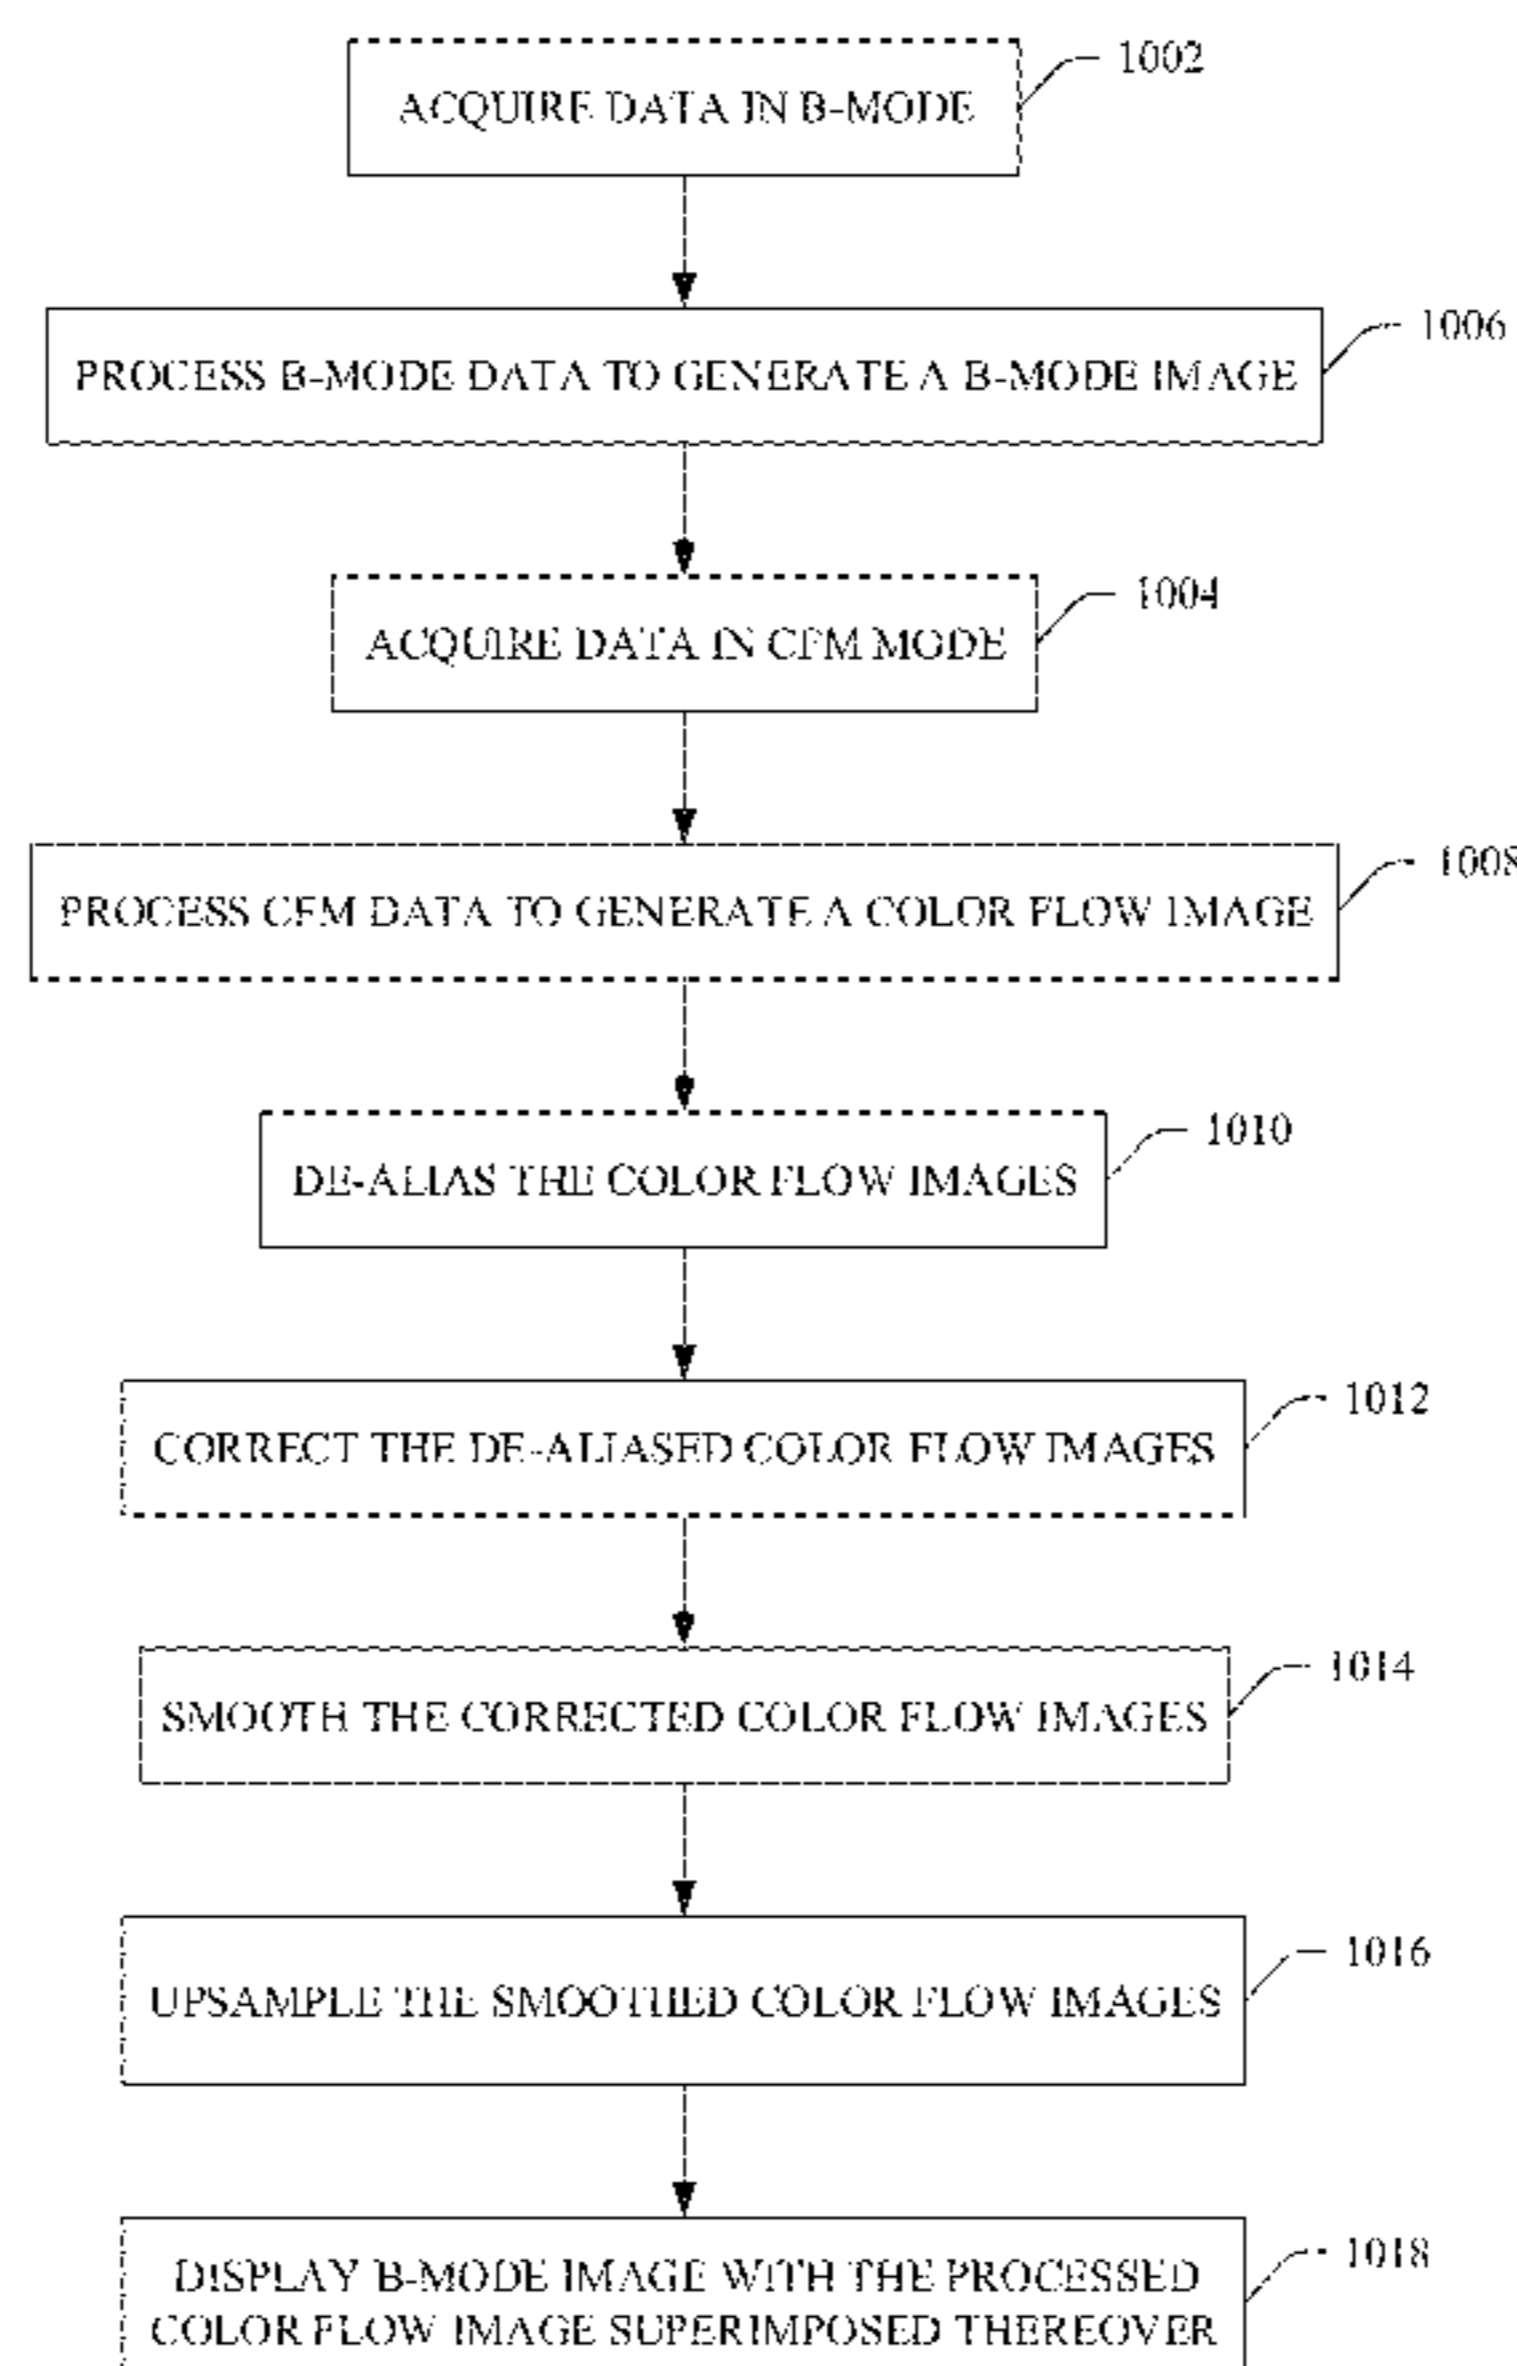 ACQUIRE DATA IN B-MODE
1002
PROCESS B-MODE DATA TO GENERATE A B-MODE IMAGE
1006
ACQUIRE DATA IN CFM MODE
1004
PROCESS CFM DATA TO GENERATE A COLOR FLOW IMAGE
1008
DE-ALIAS THE COLOR FLOW IMAGES
1010
CORRECT THE DE-ALIASED COLOR FLOW IMAGES
1012
SMOOTH THE CORRECTED COLOR FLOW IMAGES
1014
UPSAMPLE THE SMOOTHED COLOR FLOW IMAGES
1016
DISPLAY B-MODE IMAGE WITH THE PROCESSED
COLOR FLOW IMAGE SUPERIMPOSED THEREOVER
1018